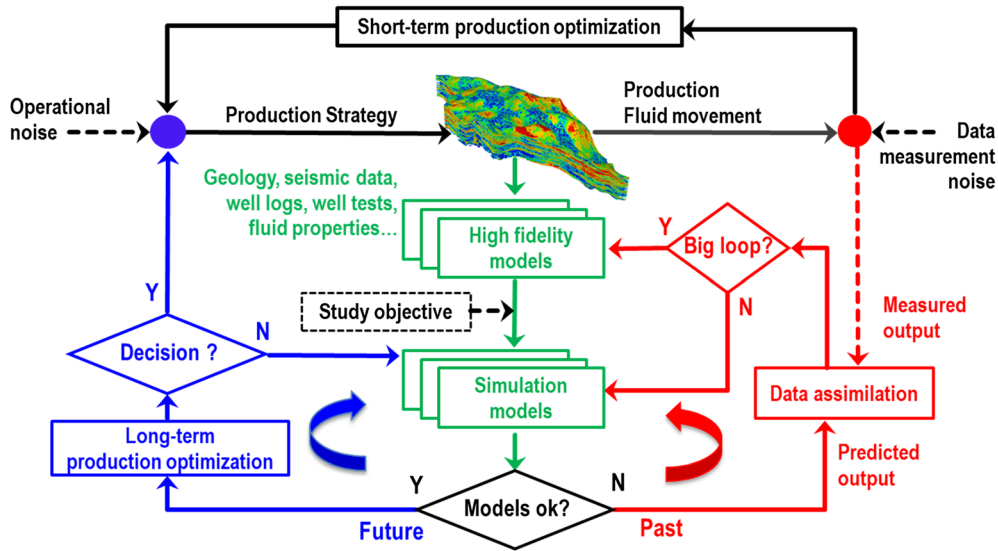 Short-term production optimization
Operational
noise
Production Strategy
Production
Fluid movement
Data
measurement
noise
Geology, seismic data,
well logs, well tests,
fluid properties...
High fidelity
models
Y
Big loop?
N
Study objective
Measured
output
Y
Decision ?
N
Simulation
models
Data assimilation
Long-term
production optimization
Predicted
output
Y
Models ok?
N
Future
Past